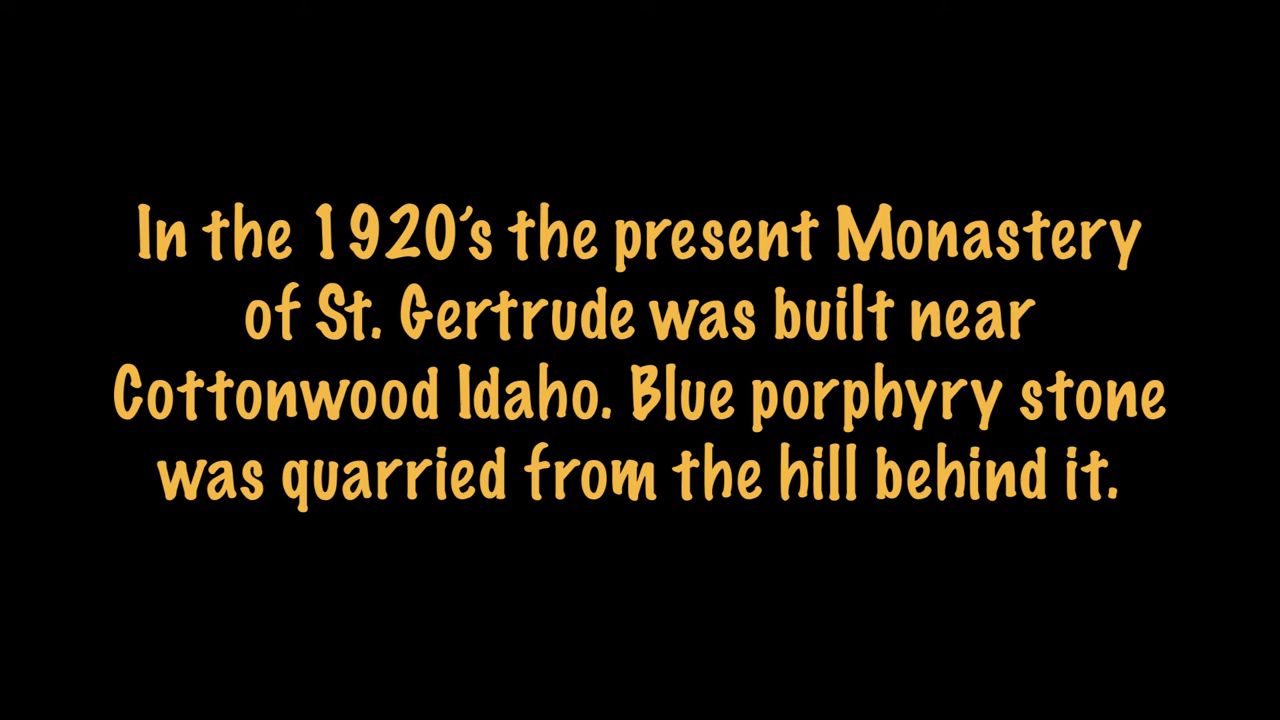 In the 1920’s the present Monastery
of St. Gertrude was built near
Cottonwood Idaho. Blue porphyry stone
was quarried from the hill behind it.